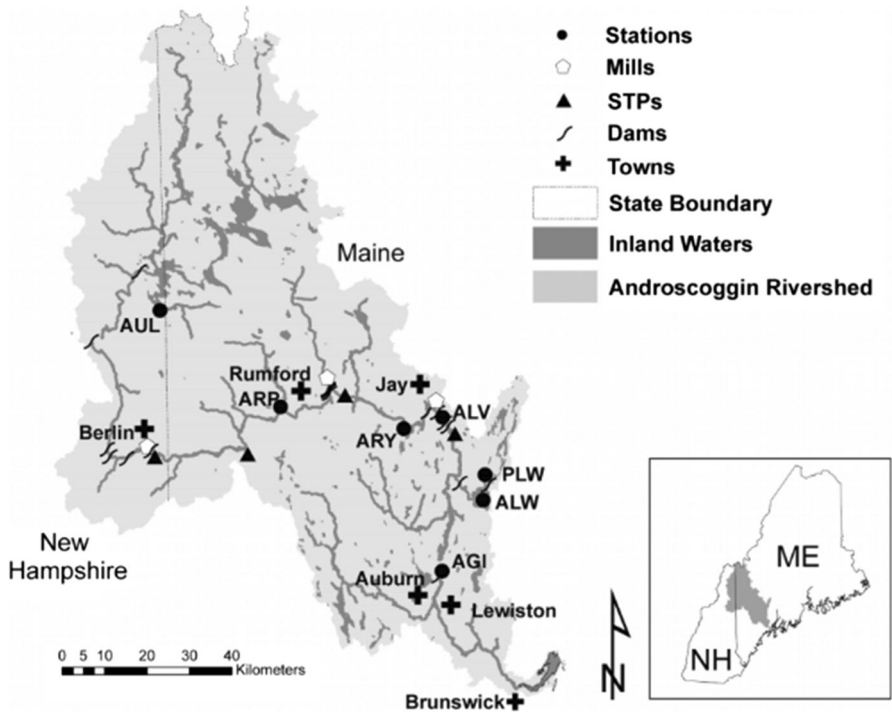 Stations
Mills
STPs
Dams
Towns
State Boundary
Inland Waters
Androscoggin Rivershed
Maine
AUL
Rumford
ARP
Jay
ALV
ARY
Berlin
PLW
ALW
New
Hampshire
AGI
Auburn
Lewiston
Brunswick
0 5 10 20 30 40
Kilometers
N
ME
NH